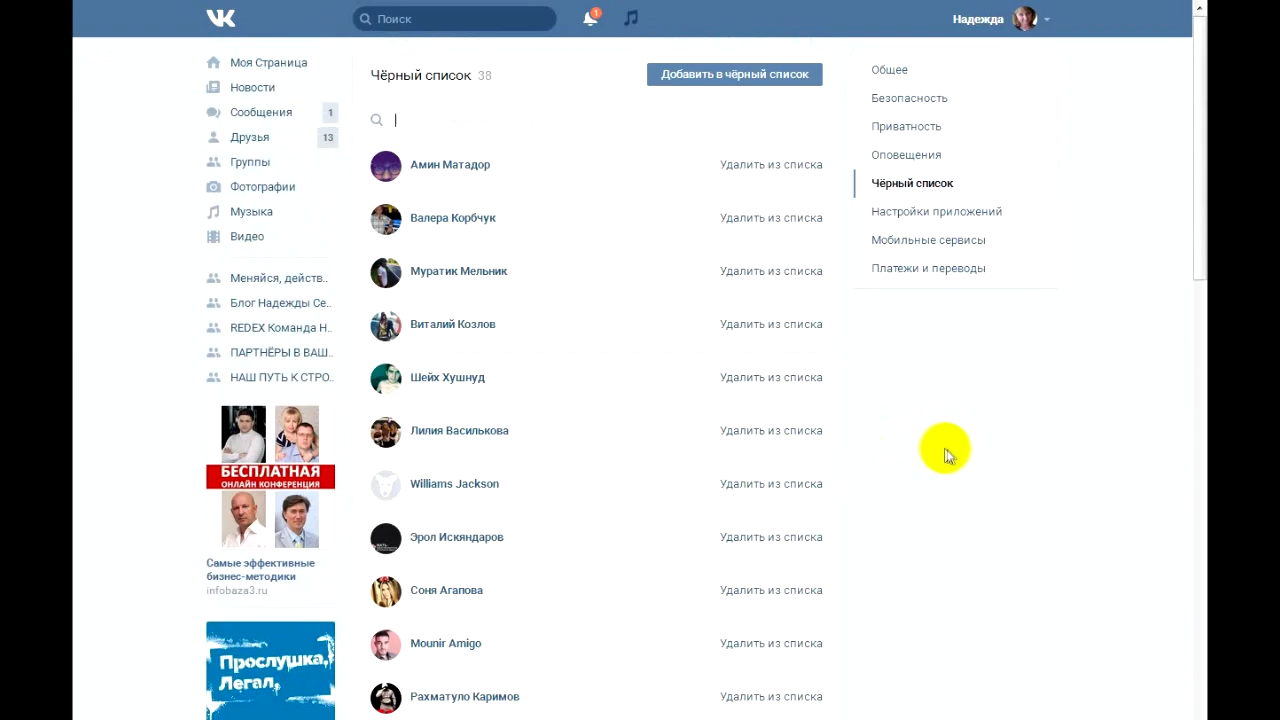 VK
Поиск
1
Надежда
Моя Страница
Новости
Сообщения 1
Друзья 13
Группы
Фотографии
Музыка
Видео
Меняйся, действ..
Блог Надежды Се..
REDEX Команда Н..
ПАРТНЁРЫ В ВАШ..
НАШ ПУТЬ К СТРО..
БЕСПЛАТНАЯ
ОНЛАЙН КОНФЕРЕНЦИЯ
Самые эффективные
бизнес-методики
infobaza3.ru
Прослушка,
Легал,
Чёрный список 38
Добавить в чёрный список
Амин Матадор Удалить из списка
Валера Корбчук Удалить из списка
Муратик Мельник Удалить из списка
Виталий Козлов Удалить из списка
Шейх Хушнуд Удалить из списка
Лилия Василькова Удалить из списка
Williams Jackson Удалить из списка
Эрол Искяндаров Удалить из списка
Соня Агапова Удалить из списка
Mounir Amigo Удалить из списка
Рахматуло Каримов Удалить из списка
Общее
Безопасность
Приватность
Оповещения
Чёрный список
Настройки приложений
Мобильные сервисы
Платежи и переводы